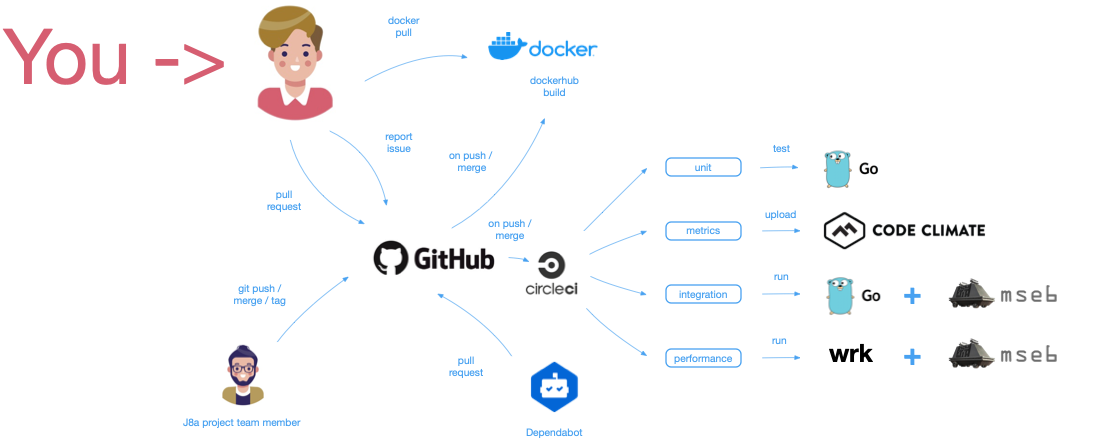 You ->
docker
pull
docker
dockerhub
build
report
issue
on push /
merge
pull
request
on push /
merge
GitHub
circleci
git push /
merge / tag
pull
request
J8a project team member
Dependabot
unit
test
Go
metrics
upload
CODE CLIMATE
integration
run
Go
+
mseb
performance
run
wrk
+
mseb